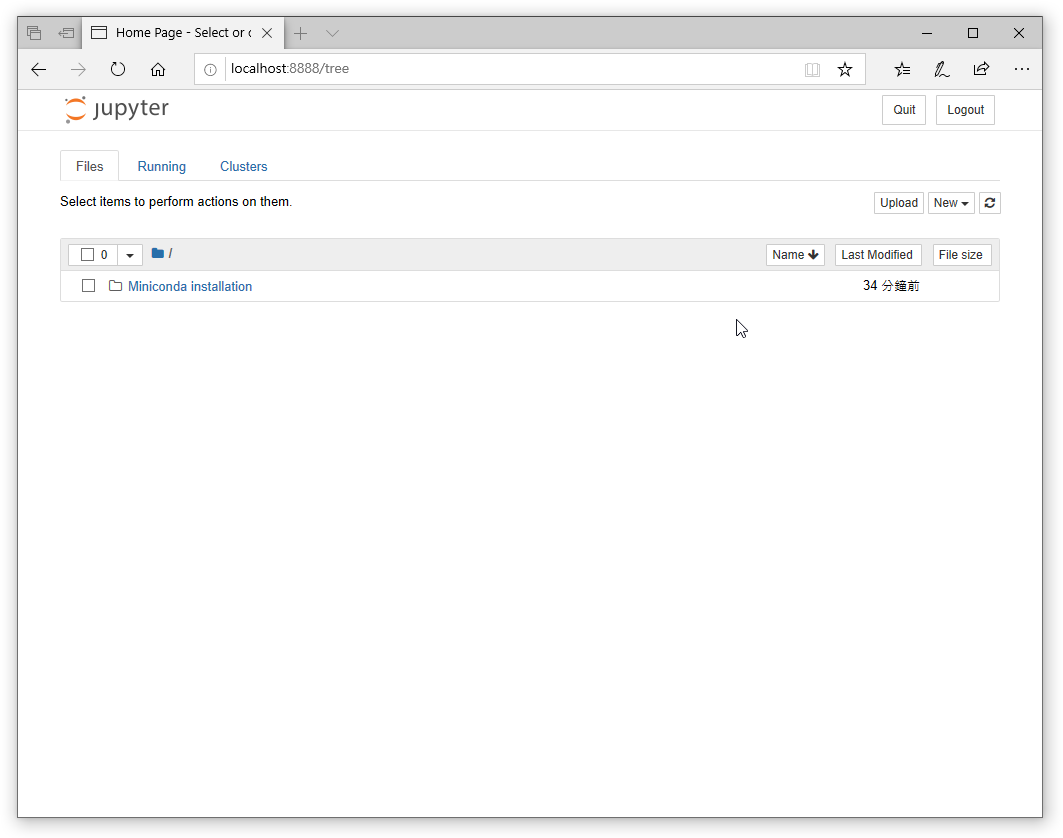 Home Page - Select or c
localhost:8888/tree
jupyter
Quit Logout
Files Running Clusters
Select items to perform actions on them.
Upload New
0 / Name Last Modified File size
Miniconda installation 34 分鐘前